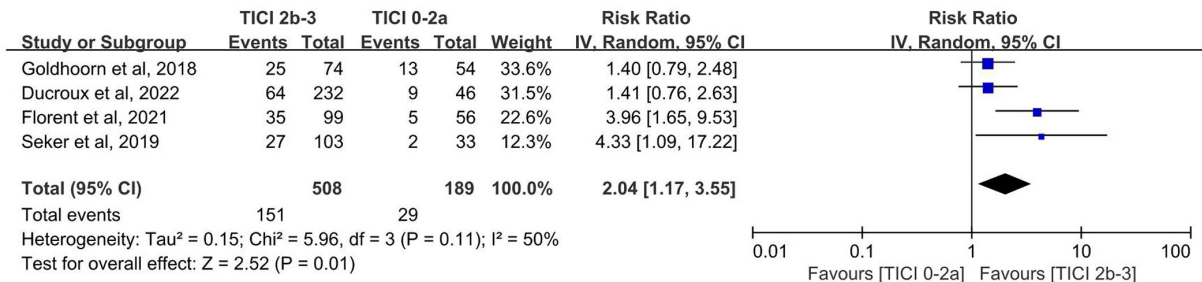 TICI 2b-3 TICI 0-2a Risk Ratio Risk Ratio
Study or Subgroup Events Total Events Total Weight IV, Random, 95% CI IV, Random, 95% CI
Goldhoorn et al, 2018 25 74 13 54 33.6% 1.40 [0.79, 2.48]
Ducroux et al, 2022 64 232 9 46 31.5% 1.41 [0.76, 2.63]
Florent et al, 2021 35 99 5 56 22.6% 3.96 [1.65, 9.53]
Seker et al, 2019 27 103 2 33 12.3% 4.33 [1.09, 17.22]
Total (95% CI) 508 189 100.0% 2.04 [1.17, 3.55]
Total events 151 29
Heterogeneity: Tau² = 0.15; Chi² = 5.96, df = 3 (P = 0.11); I² = 50%
Test for overall effect: Z = 2.52 (P = 0.01)
0.01 0.1 1 10 100
Favours [TICI 0-2a] Favours [TICI 2b-3]